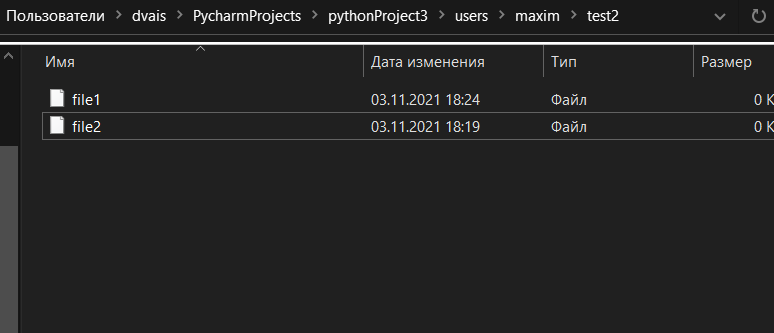 Пользователи > dvais > PycharmProjects > pythonProject3 > users > maxim > test2
Имя Дата изменения Тип Размер
file1 03.11.2021 18:24 Файл 0 К
file2 03.11.2021 18:19 Файл 0 К